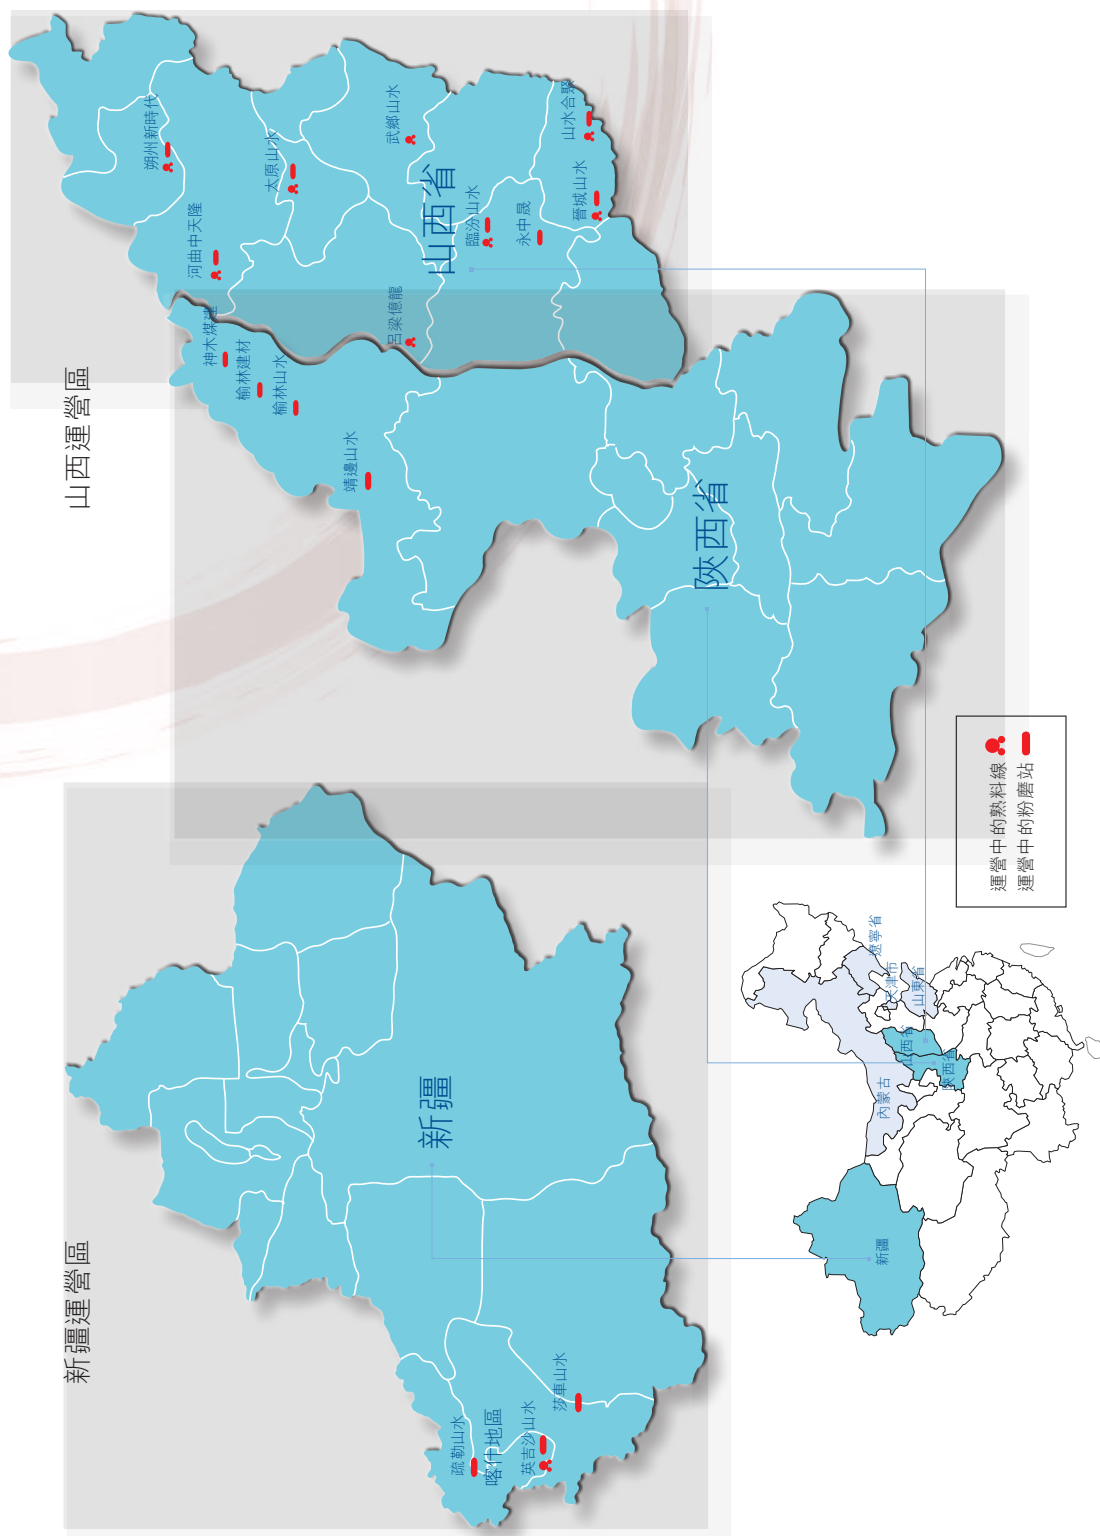 山西運營區
山西省
朔州新時代
河曲中天隆
太原山水
武鄉山水
呂梁億龍
臨汾山水
永中晟
山水合聚
晉城山水
陝西省
神木煤建
榆林建材
榆林山水
靖邊山水
新疆運營區
新疆
疏勒山水
喀什地區
英吉沙山水
莎車山水
運營中的熟料線
運營中的粉磨站
遼寧省
天津市
山東省
山西省
陝西省
內蒙古
新疆